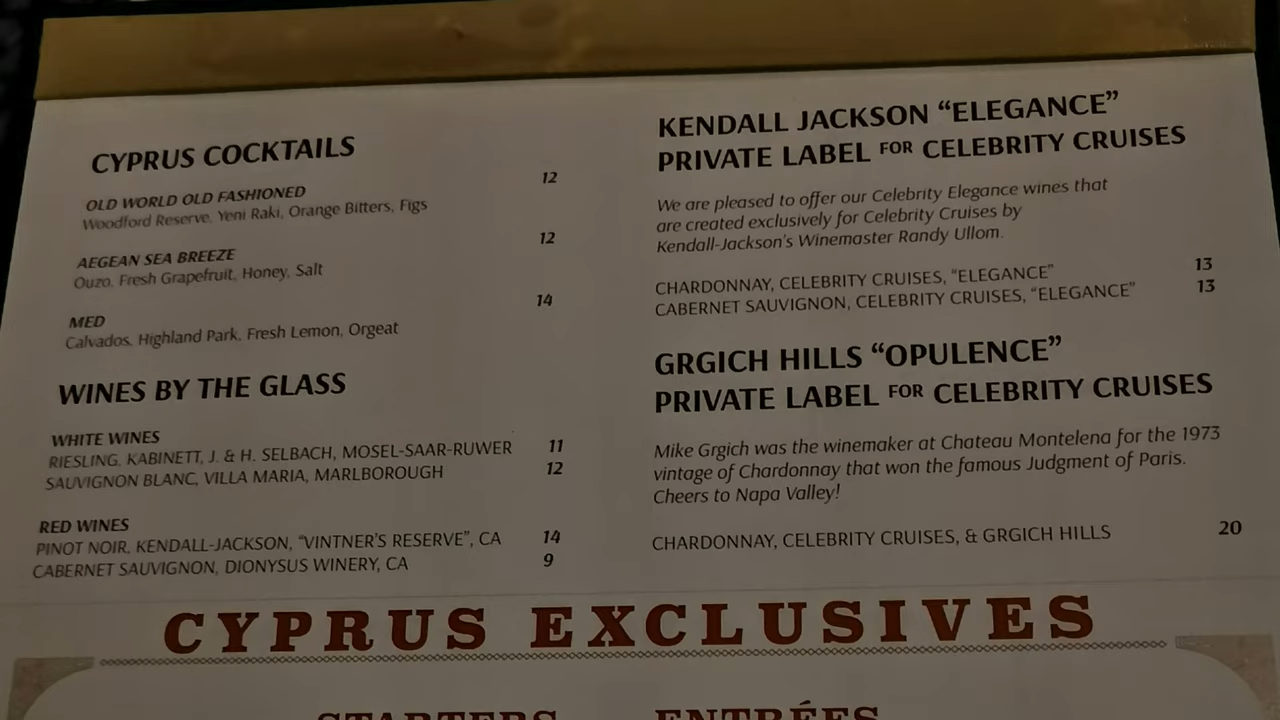 CYPRUS COCKTAILS
OLD WORLD OLD FASHIONED 12
Woodford Reserve, Yeni Raki, Orange Bitters, Figs
AEGEAN SEA BREEZE 12
Ouzo, Fresh Grapefruit, Honey, Salt
MED 14
Calvados, Highland Park, Fresh Lemon, Orgeat
WINES BY THE GLASS
WHITE WINES
RIESLING, KABINETT, J. & H. SELBACH, MOSEL-SAAR-RUWER 11
SAUVIGNON BLANC, VILLA MARIA, MARLBOROUGH 12
RED WINES
PINOT NOIR, KENDALL-JACKSON, “VINTNER’S RESERVE”, CA 14
CABERNET SAUVIGNON, DIONYSUS WINERY, CA 9
KENDALL JACKSON “ELEGANCE”
PRIVATE LABEL FOR CELEBRITY CRUISES
We are pleased to offer our Celebrity Elegance wines that
are created exclusively for Celebrity Cruises by
Kendall-Jackson’s Winemaster Randy Ullom.
CHARDONNAY, CELEBRITY CRUISES, “ELEGANCE” 13
CABERNET SAUVIGNON, CELEBRITY CRUISES, “ELEGANCE” 13
GRGICH HILLS “OPULENCE”
PRIVATE LABEL FOR CELEBRITY CRUISES
Mike Grgich was the winemaker at Chateau Montelena for the 1973
vintage of Chardonnay that won the famous Judgment of Paris.
Cheers to Napa Valley!
CHARDONNAY, CELEBRITY CRUISES, & GRGICH HILLS 20
CYPRUS EXCLUSIVES
STARTERS ENTRÉES